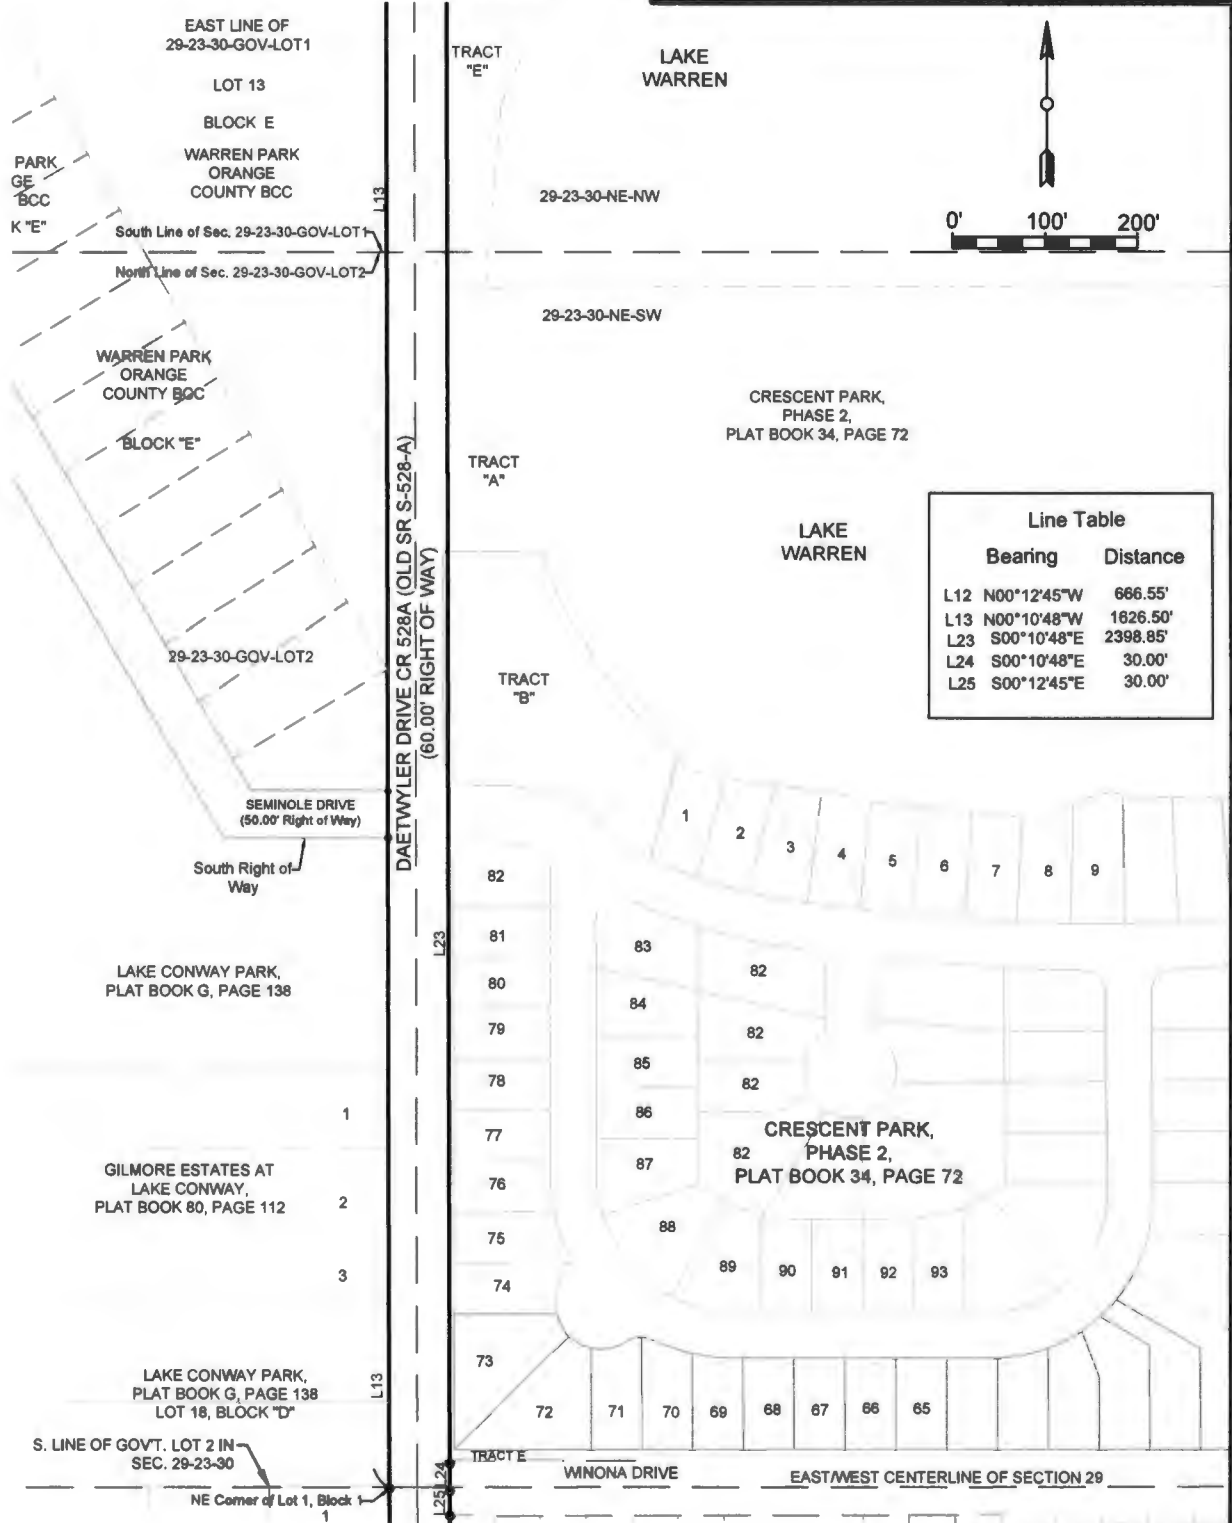 EAST LINE OF
29-23-30-GOV-LOT1
LOT 13
BLOCK E
WARREN PARK
ORANGE
COUNTY BCC
PARK
GE
BCC
K "E"
L13
South Line of Sec. 29-23-30-GOV-LOT1
North Line of Sec. 29-23-30-GOV-LOT2
TRACT
"E"
LAKE
WARREN
29-23-30-NE-NW
0' 100' 200'
29-23-30-NE-SW
WARREN PARK
ORANGE
COUNTY BCC
BLOCK "E"
CRESCENT PARK,
PHASE 2,
PLAT BOOK 34, PAGE 72
TRACT
"A"
LAKE
WARREN
Line Table
Bearing Distance
L12 N00°12'45"W 666.55'
L13 N00°10'48"W 1626.50'
L23 S00°10'48"E 2398.85'
L24 S00°10'48"E 30.00'
L25 S00°12'45"E 30.00'
DAETWYLER DRIVE CR 528A (OLD SR S-528-A)
(60.00' RIGHT OF WAY)
29-23-30-GOV-LOT2
TRACT
"B"
SEMINOLE DRIVE
(50.00' Right of Way)
South Right of
Way
1
2
3
4
5
6
7
8
9
L23
82
81
80
79
78
77
76
75
74
73
83
84
85
86
87
88
82
82
82
82
LAKE CONWAY PARK,
PLAT BOOK G, PAGE 138
1
GILMORE ESTATES AT
LAKE CONWAY,
PLAT BOOK 80, PAGE 112
2
3
CRESCENT PARK,
PHASE 2,
PLAT BOOK 34, PAGE 72
89
90
91
92
93
LAKE CONWAY PARK,
PLAT BOOK G, PAGE 138
LOT 18, BLOCK "D"
L13
72
71
70
69
68
67
66
65
S. LINE OF GOVT. LOT 2 IN
SEC. 29-23-30
NE Corner of Lot 1, Block 1
1
L24
L25
TRACT E
WINONA DRIVE
EAST/WEST CENTERLINE OF SECTION 29